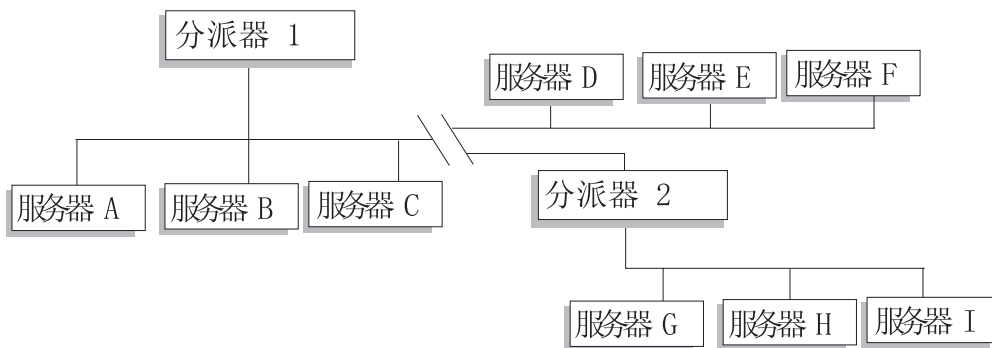 分派器 1
服务器 D
服务器 E
服务器 F
服务器 A
服务器 B
服务器 C
分派器 2
服务器 G
服务器 H
服务器 I